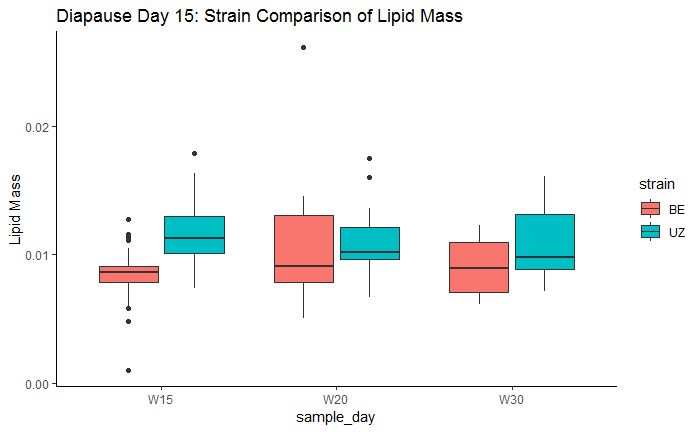 Diapause Day 15: Strain Comparison of Lipid Mass
Lipid Mass
0.02
0.01
0.00
W15
W20
W30
sample_day
strain
BE
UZ